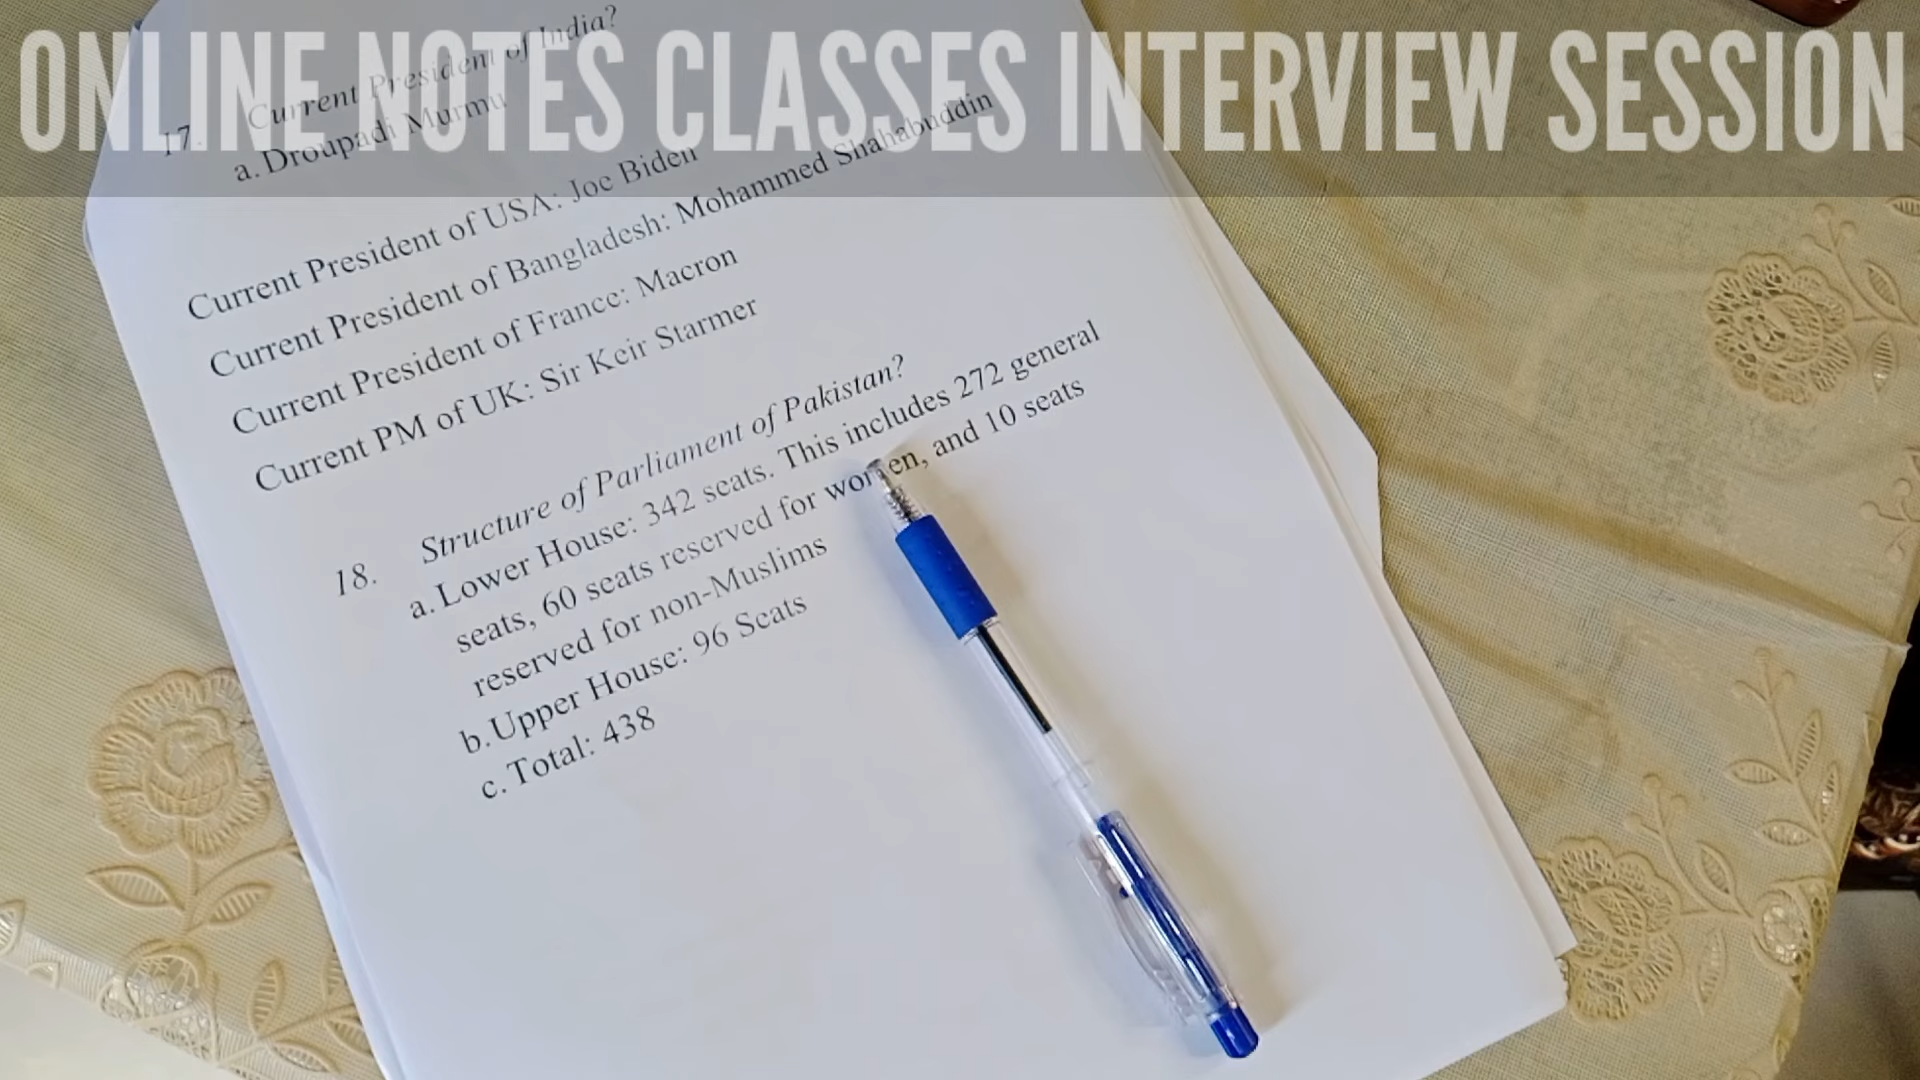 ONLINE NOTES CLASSES INTERVIEW SESSION
17. Current President of India?
a. Droupadi Murmu
Current President of USA: Joe Biden
Current President of Bangladesh: Mohammed Shahabuddin
Current President of France: Macron
Current PM of UK: Sir Keir Starmer
18. Structure of Parliament of Pakistan?
a. Lower House: 342 seats. This includes 272 general
seats, 60 seats reserved for women, and 10 seats
reserved for non-Muslims
b. Upper House: 96 Seats
c. Total: 438